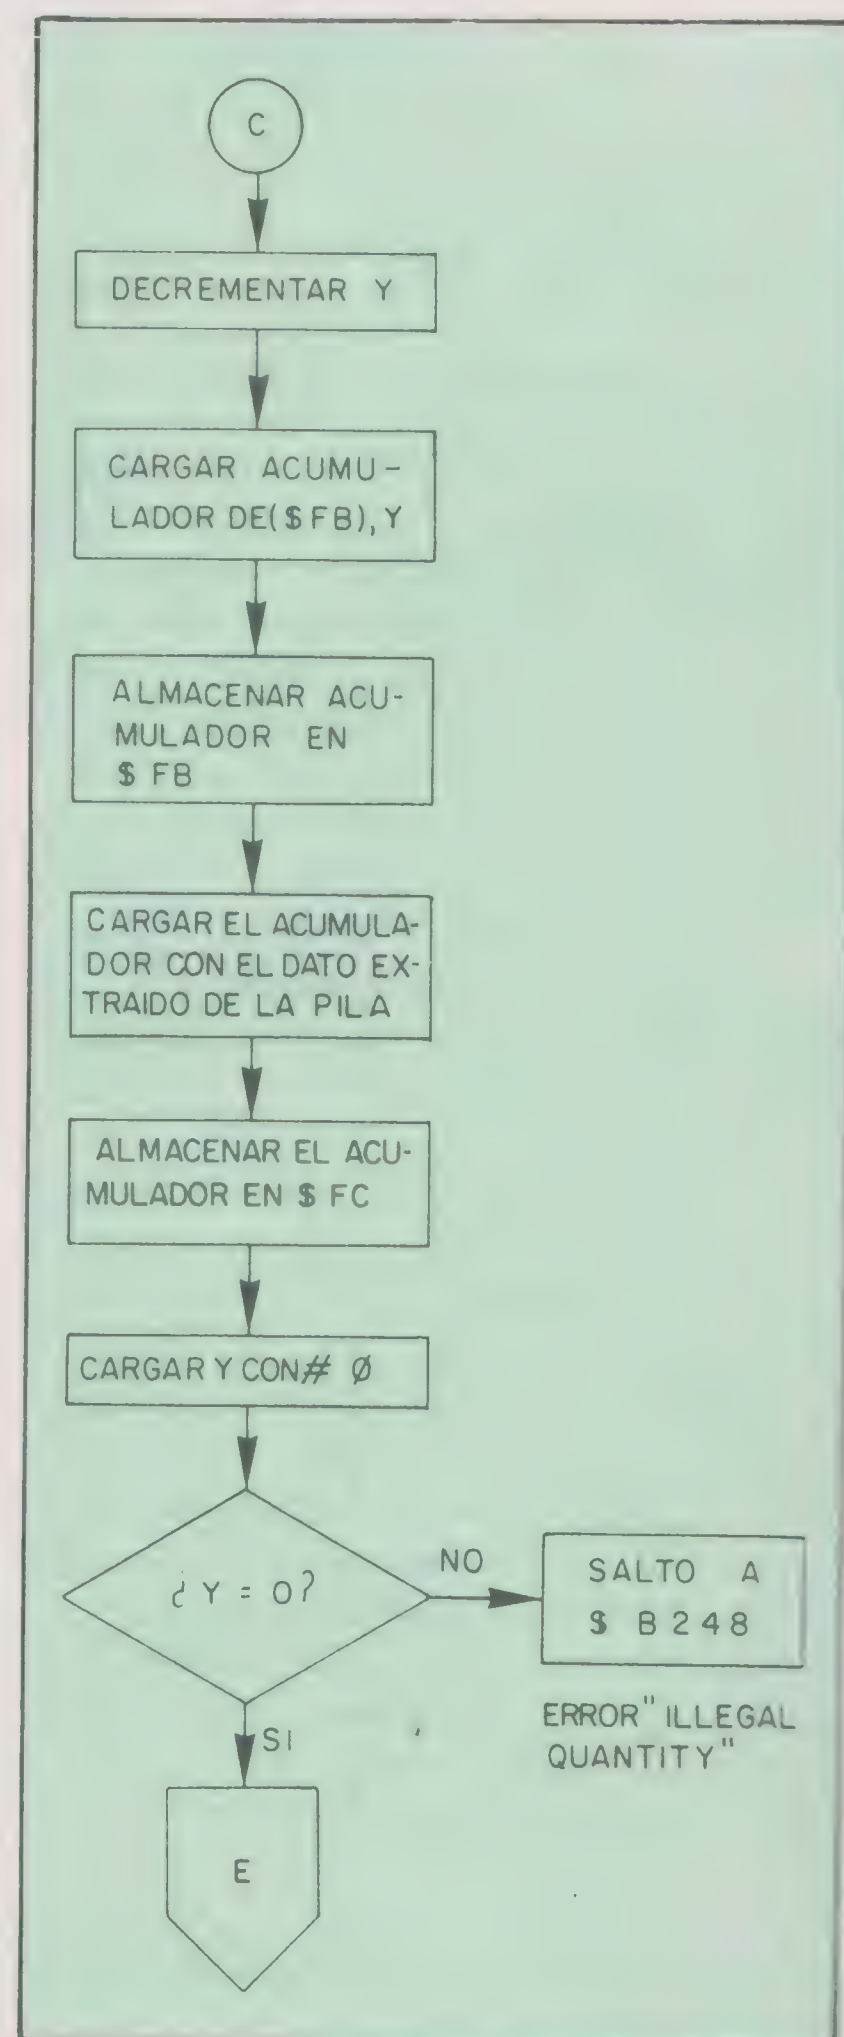 C
DECREMENTAR Y
CARGAR ACUMU-
LADOR DE($FB),Y
ALMACENAR ACU-
MULADOR EN
$ FB
CARGAR EL ACUMULA-
DOR CON EL DATO EX-
TRAIDO DE LA PILA
ALMACENAR EL ACU-
MULADOR EN $ FC
CARGAR Y CON# Ø
¿Y = 0?
NO
SALTO A
$ B248
ERROR"ILLEGAL
QUANTITY"
SI
E